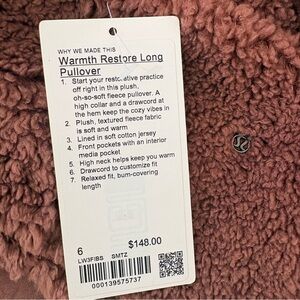 WHY WE MADE THIS
Warmth Restore Long
Pullover
1. Start your restorative practice
off right in this plush,
oh-so-soft fleece pullover. A
high collar and a drawcord at
the hem keep the cozy vibes in
2. Plush, textured fleece fabric
is soft and warm
3. Lined in soft cotton jersey
4. Front pockets with an interior
media pocket
5. High neck helps keep you warm
6. Drawcord to customize fit
7. Relaxed fit, bum-covering
length
6 $148.00
LW3FIBS SMTZ
000139575737